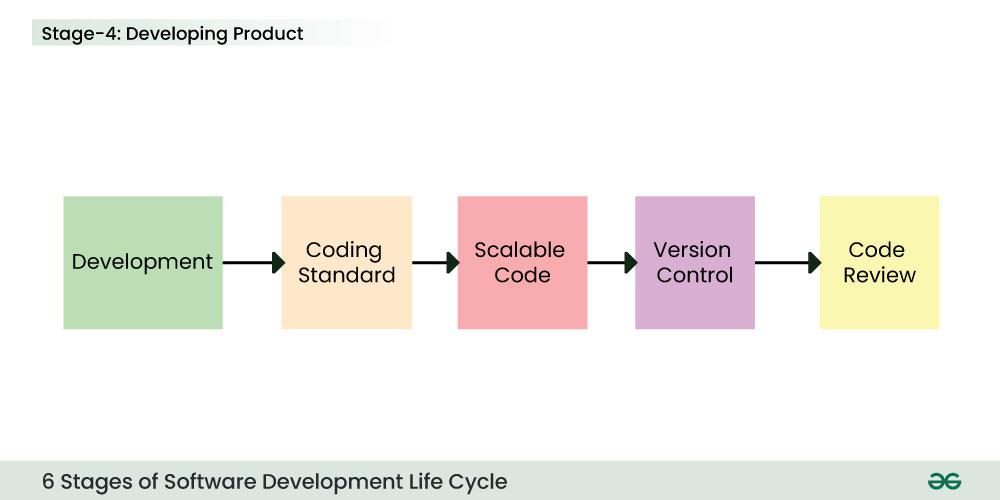 Stage-4: Developing Product
Development
Coding
Standard
Scalable
Code
Version
Control
Code
Review
6 Stages of Software Development Life Cycle